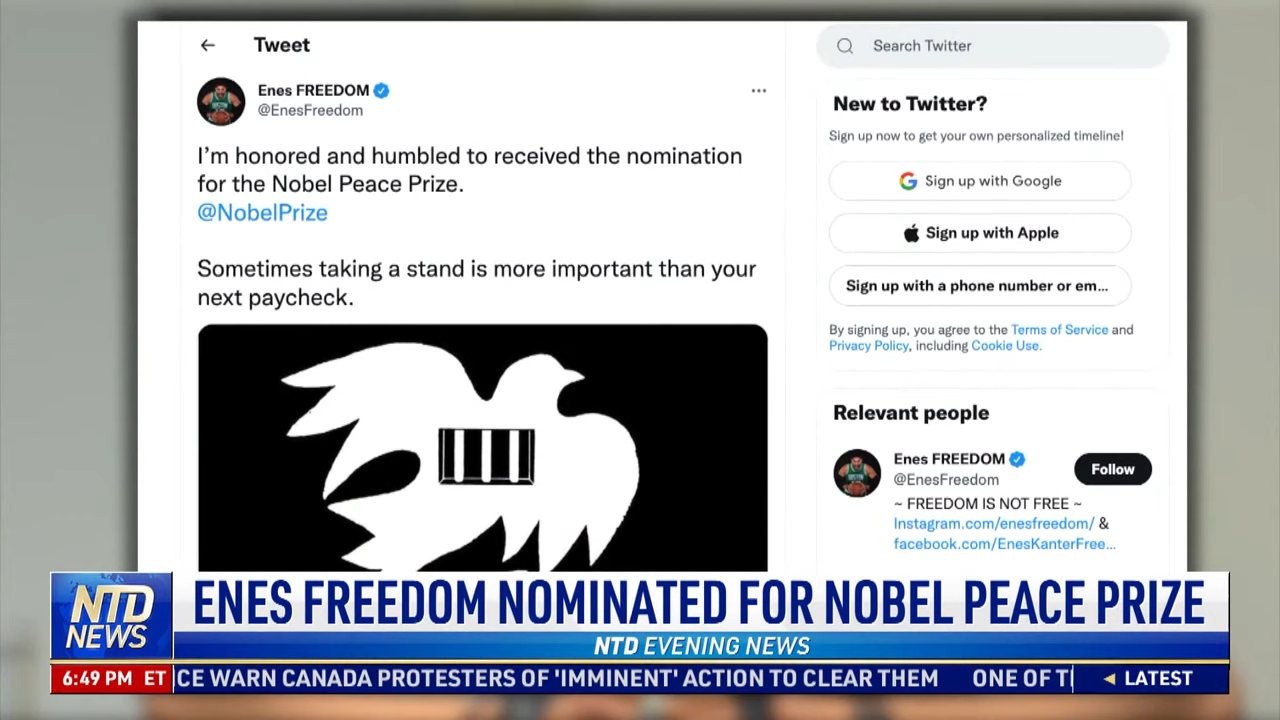 Tweet
Enes FREEDOM
@EnesFreedom
I'm honored and humbled to received the nomination
for the Nobel Peace Prize.
@NobelPrize
Sometimes taking a stand is more important than your
next paycheck.
Search Twitter
New to Twitter?
Sign up now to get your own personalized timeline!
Sign up with Google
Sign up with Apple
Sign up with a phone number or em...
By signing up, you agree to the Terms of Service and
Privacy Policy, including Cookie Use.
Relevant people
Enes FREEDOM
@EnesFreedom
Follow
~ FREEDOM IS NOT FREE ~
Instagram.com/enesfreedom/ &
facebook.com/EnesKanterFree...
NTD
NEWS
ENES FREEDOM NOMINATED FOR NOBEL PEACE PRIZE
NTD EVENING NEWS
6:49 PM ET
CE WARN CANADA PROTESTERS OF 'IMMINENT' ACTION TO CLEAR THEM ONE OF T
LATEST